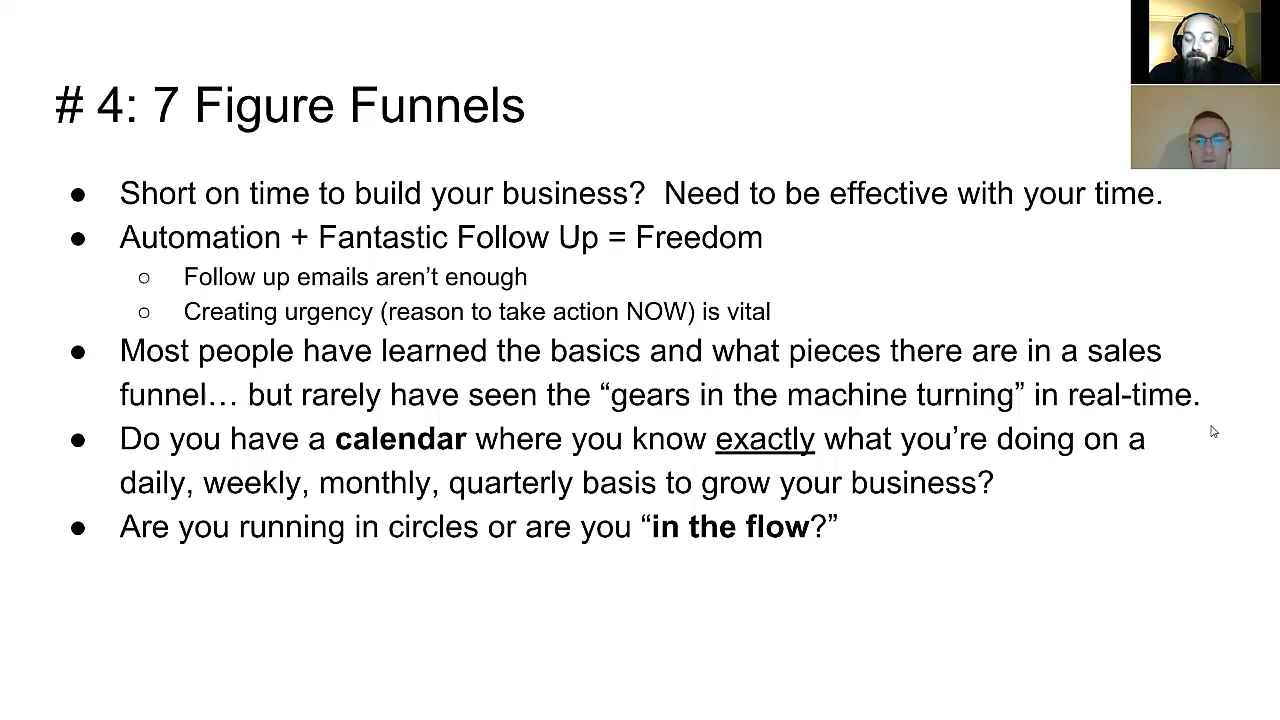 # 4: 7 Figure Funnels
● Short on time to build your business?  Need to be effective with your time.
● Automation + Fantastic Follow Up = Freedom
○ Follow up emails aren’t enough
○ Creating urgency (reason to take action NOW) is vital
● Most people have learned the basics and what pieces there are in a sales
funnel… but rarely have seen the “gears in the machine turning” in real-time.
● Do you have a calendar where you know exactly what you’re doing on a
daily, weekly, monthly, quarterly basis to grow your business?
● Are you running in circles or are you “in the flow?”